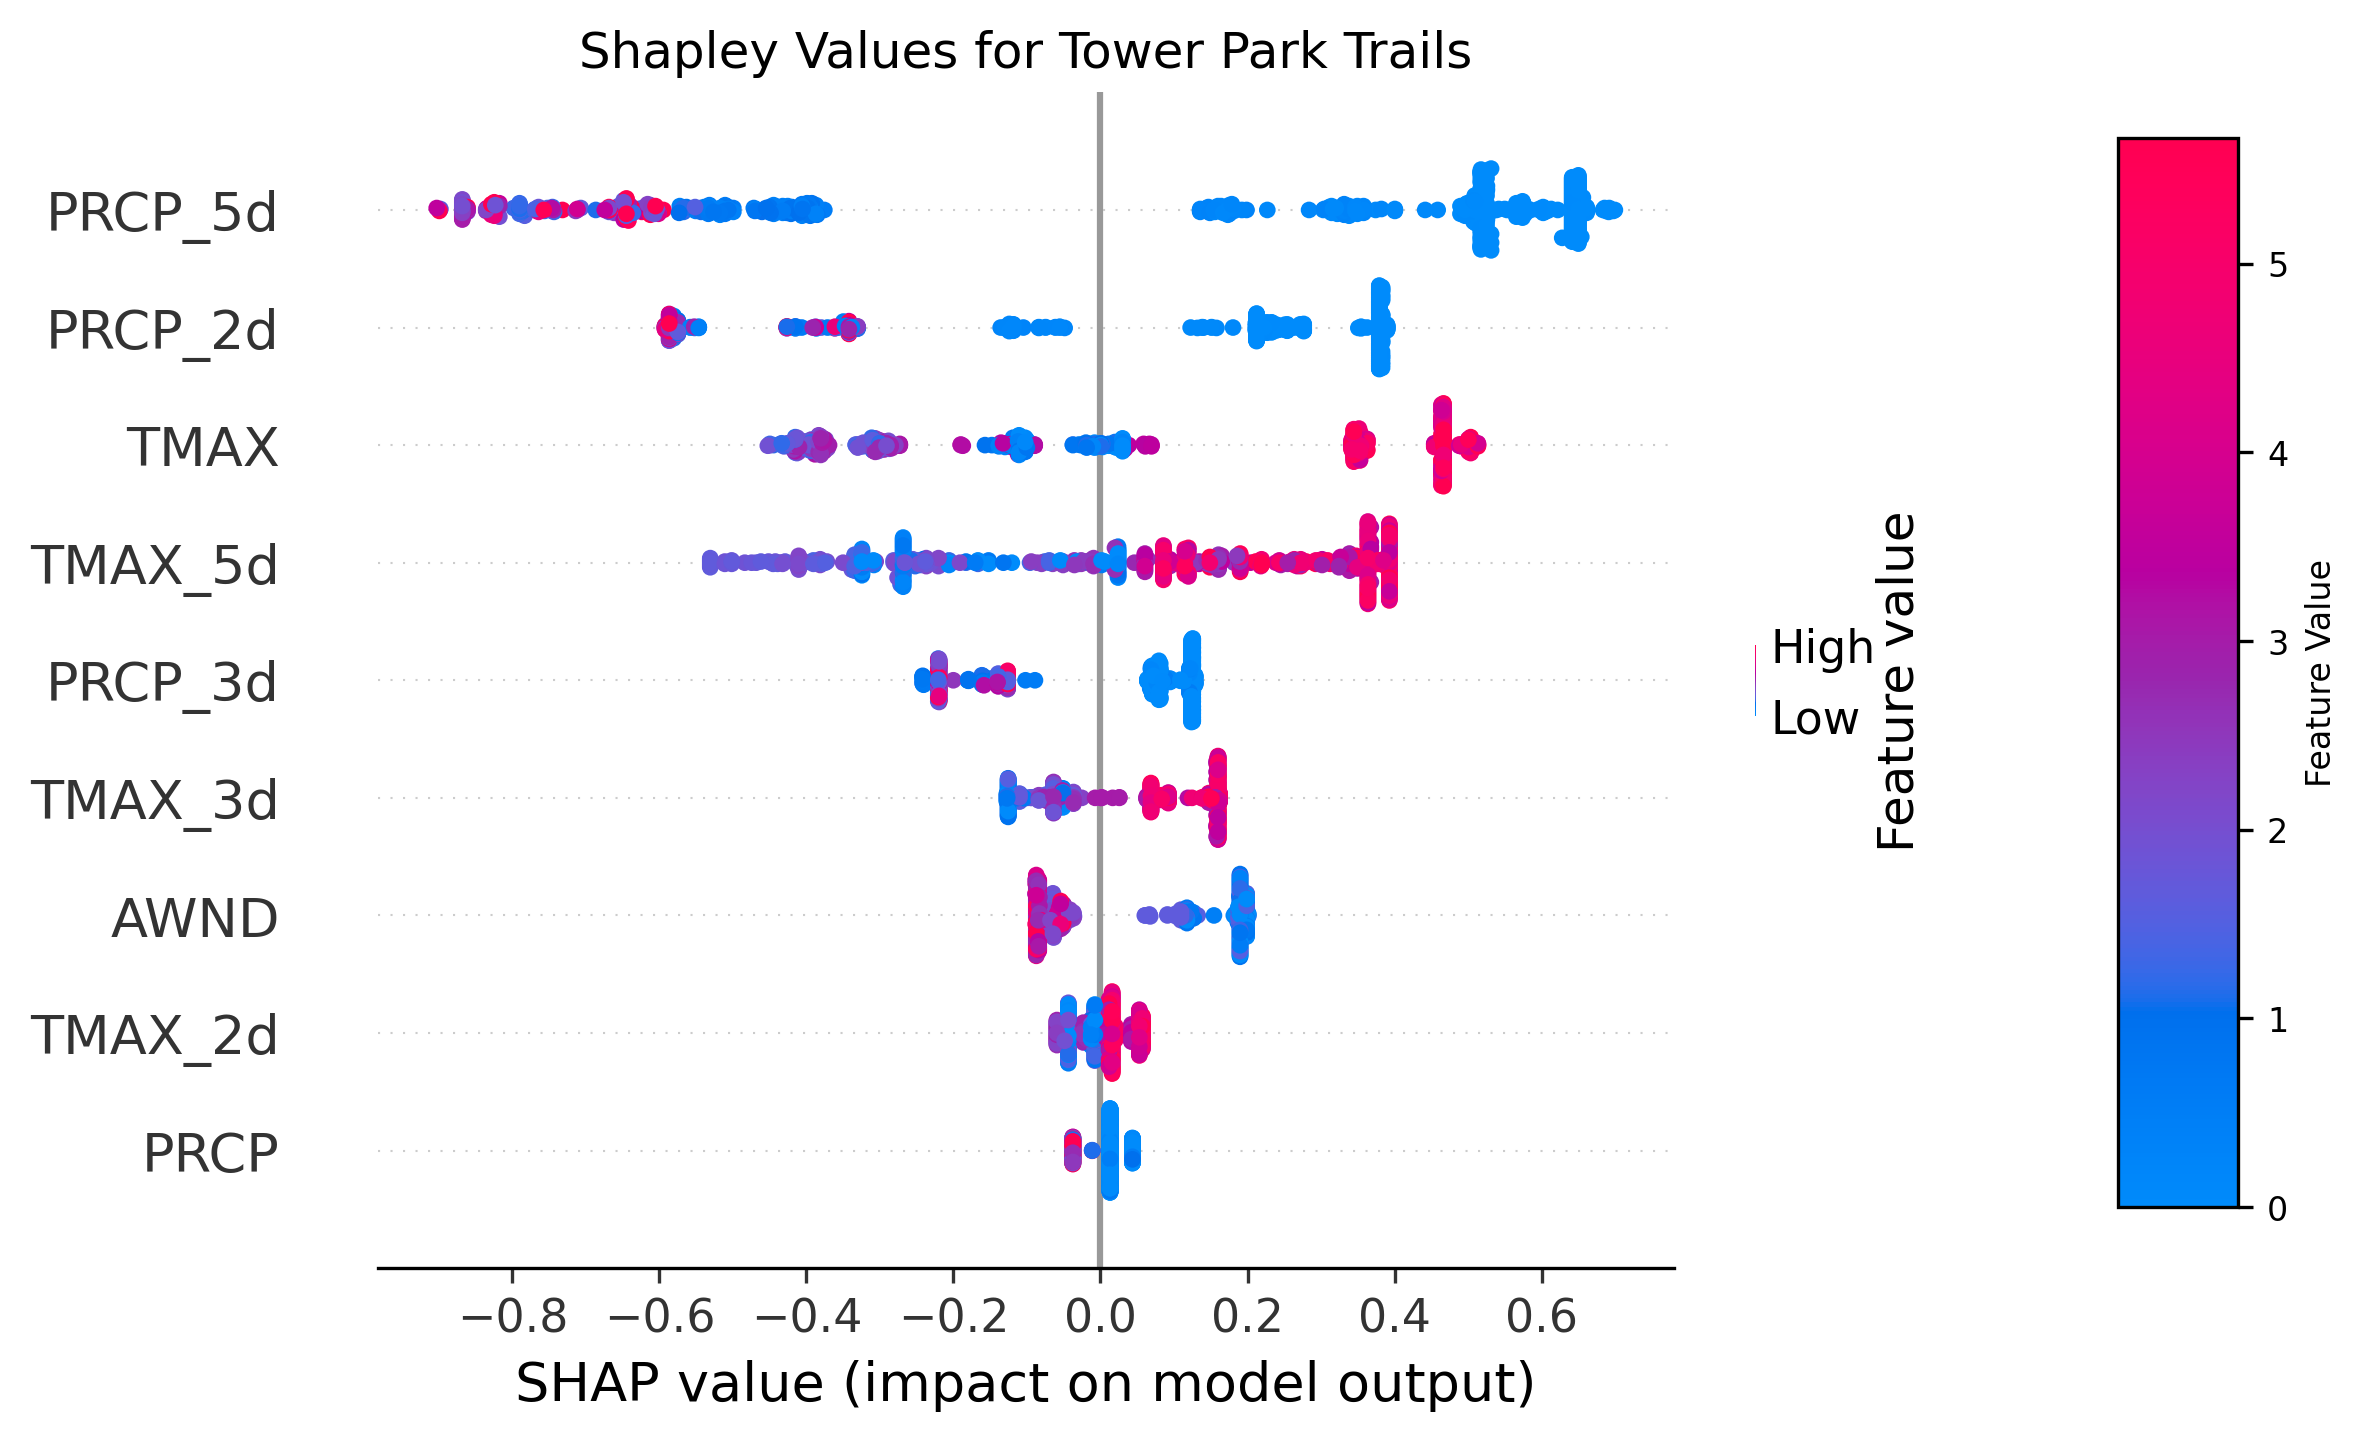 Shapley Values for Tower Park Trails
PRCP_5d
PRCP_2d
TMAX
TMAX_5d
PRCP_3d
TMAX_3d
AWND
TMAX_2d
PRCP
−0.8 −0.6 −0.4 −0.2 0.0 0.2 0.4 0.6
SHAP value (impact on model output)
High
Low
Feature value
5
4
3
2
1
0
Feature Value